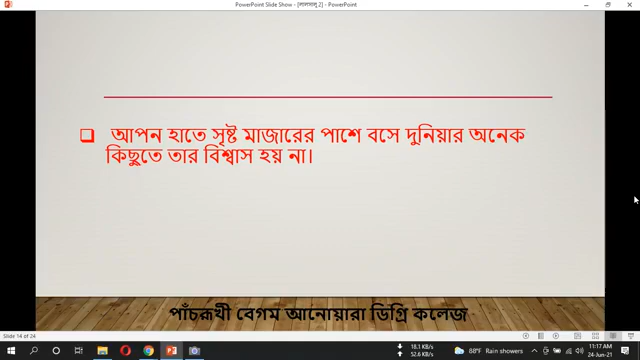 PowerPoint Slide Show - [লালসালু 2] - PowerPoint
আপন হাতে সৃষ্ট মাজারের পাশে বসে দুনিয়ার অনেক
কিছুতে তার বিশ্বাস হয় না।
পাঁচরূখী বেগম আনোয়ারা ডিগ্রি কলেজ
Slide 14 of 24
18.1 KB/s
52.6 KB/s
88°F Rain showers
11:17 AM
24-Jun-21